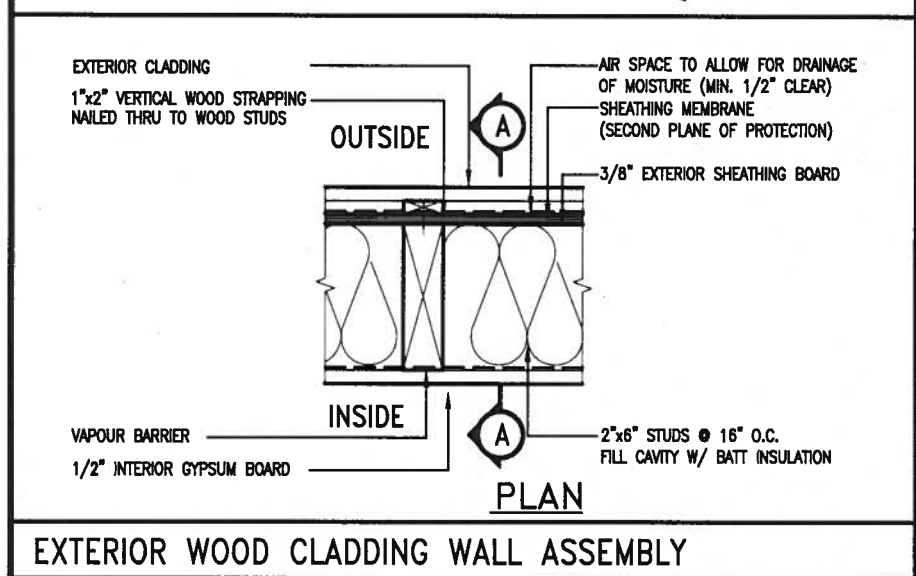 EXTERIOR CLADDING
1"x2" VERTICAL WOOD STRAPPING
NAILED THRU TO WOOD STUDS
OUTSIDE
A
AIR SPACE TO ALLOW FOR DRAINAGE
OF MOISTURE (MIN. 1/2" CLEAR)
SHEATHING MEMBRANE
(SECOND PLANE OF PROTECTION)
3/8" EXTERIOR SHEATHING BOARD
VAPOUR BARRIER
1/2" INTERIOR GYPSUM BOARD
INSIDE
A
2"x6" STUDS @ 16" O.C.
FILL CAVITY W/ BATT INSULATION
PLAN
EXTERIOR WOOD CLADDING WALL ASSEMBLY